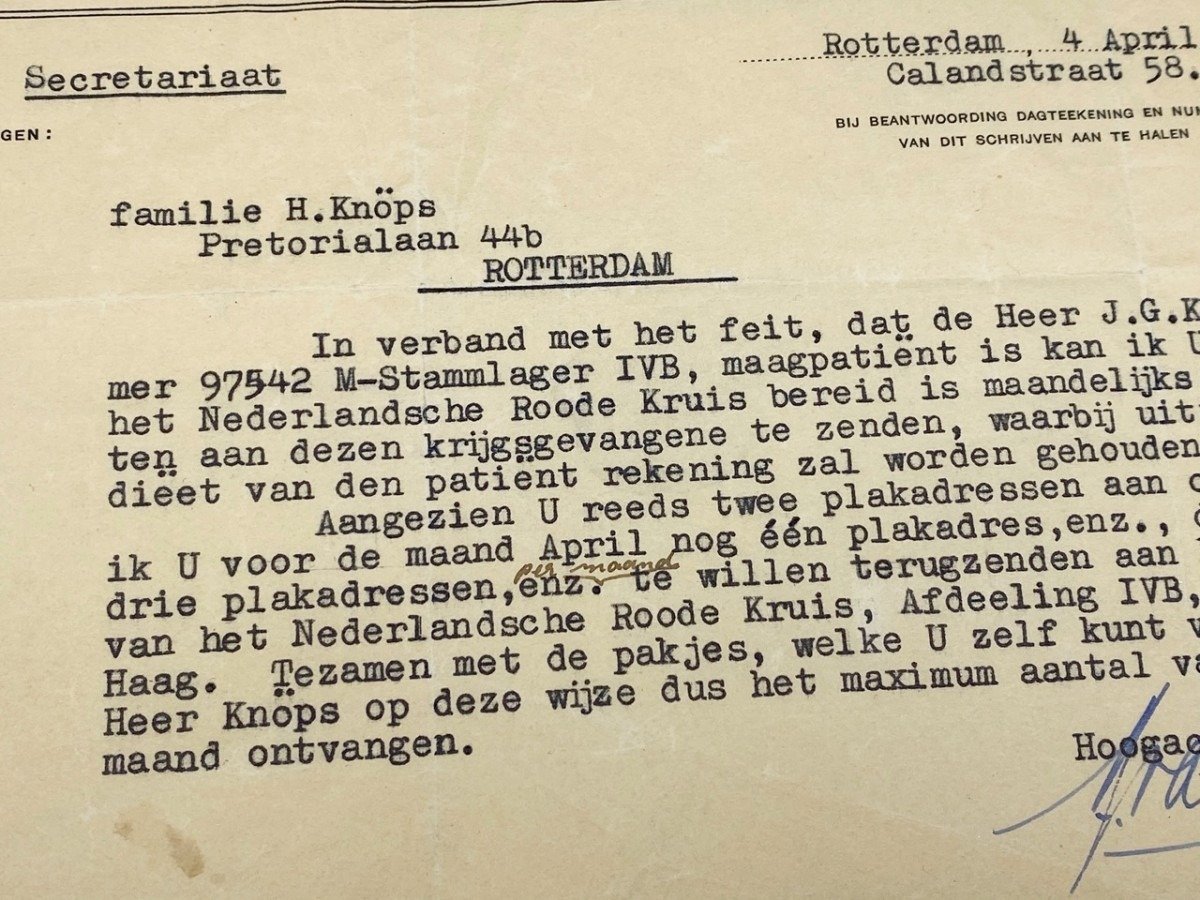 Rotterdam, 4 April
Secretariaat
Calandstraat 58.
GEN:
BIJ BEANTWOORDING DAGTEEKENING EN
VAN DIT SCHRIJVEN AAN TE HALEN
familie H.Knöps
Pretorialaan 44b
ROTTERDAM
In verband met het feit, dat de Heer J.G.K
mer 97542 M-Stammlager IVB, maagpatiënt is kan ik U
het Nederlandsche Roode Kruis bereid is maandelijks
ten aan dezen krijgsgevangene te zenden, waarbij uit
diëet van den patiënt rekening zal worden gehouden
Aangezien U reeds twee plakadressen aan
ik U voor de maand April nog één plakadres,enz.,
per maand
drie plakadressen,enz. te willen terugzenden aan
van het Nederlandsche Roode Kruis, Afdeeling IVB,
Haag. Tezamen met de pakjes, welke U zelf kunt
Heer Knöps op deze wijze dus het maximum aantal
maand ontvangen.
Hoogac